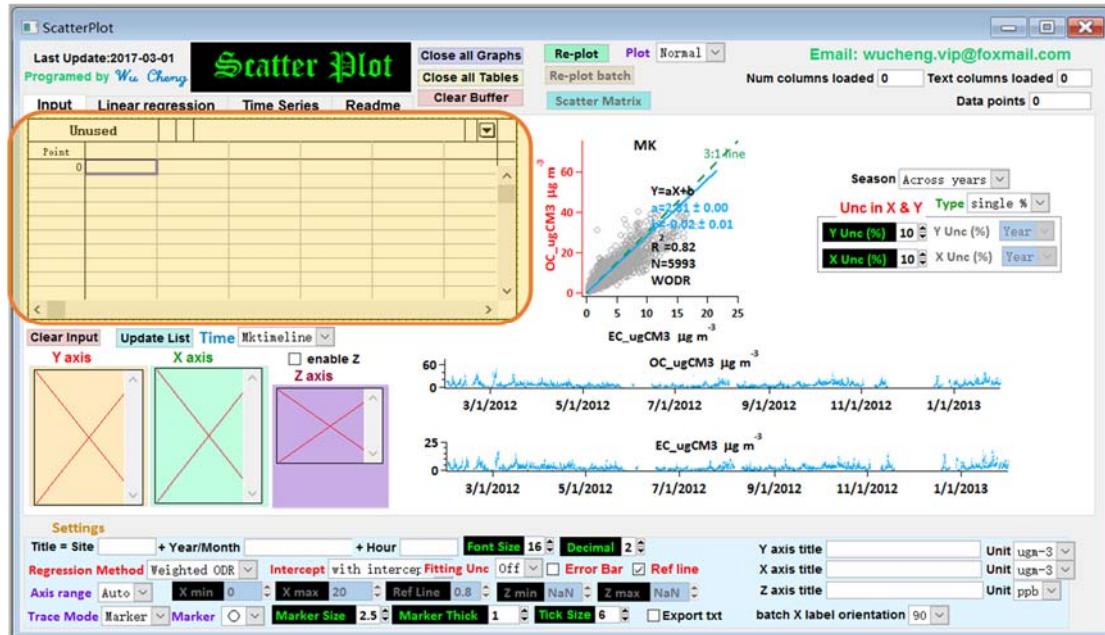 ScatterPlot
Last Update:2017-03-01
Programed by Wu Cheng
Scatter Plot
Close all Graphs
Close all Tables
Clear Buffer
Re-plot
Plot Normal
Re-plot batch
Scatter Matrix
Email: wucheng.vip@foxmail.com
Num columns loaded 0 Text columns loaded 0
Data points 0
Input Linear regression Time Series Readme
Unused
Point
0
MK
3:1 line
OC_ugCM3 μg m-3
60
40
20
0
Y=aX+b
a=2.81 ± 0.00
b=-0.02 ± 0.01
R2=0.82
N=5993
WODR
0 5 10 15 20 25
EC_ugCM3 μg m-3
Season Across years
Unc in X & Y Type single %
Y Unc (%) 10 Y Unc (%) Year
X Unc (%) 10 X Unc (%) Year
Clear Input Update List Time Mktimeline
Y axis X axis enable Z
Z axis
OC_ugCM3 μg m-3
60
0
3/1/2012 5/1/2012 7/1/2012 9/1/2012 11/1/2012 1/1/2013
EC_ugCM3 μg m-3
25
0
3/1/2012 5/1/2012 7/1/2012 9/1/2012 11/1/2012 1/1/2013
Settings
Title = Site + Year/Month + Hour Font Size 16 Decimal 2
Y axis title Unit ugm-3
Regression Method Weighted ODR Intercept with intercep Fitting Unc Off Error Bar Ref line
X axis title Unit ugm-3
Axis range Auto X min 0 X max 20 Ref Line 0.8 Z min NaN Z max NaN
Z axis title Unit ppb
Trace Mode Marker Marker Marker Size 2.5 Marker Thick 1 Tick Size 6 Export txt
batch X label orientation 90